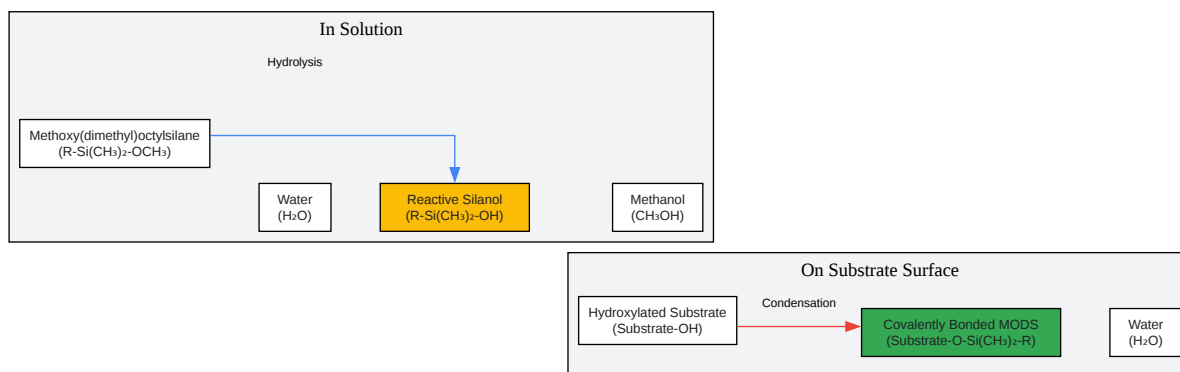 In Solution
Hydrolysis
Methoxy(dimethyl)octylsilane
(R-Si(CH₃)₂-OCH₃)
Water
(H₂O)
Reactive Silanol
(R-Si(CH₃)₂-OH)
Methanol
(CH₃OH)
On Substrate Surface
Condensation
Hydroxylated Substrate
(Substrate-OH)
Covalently Bonded MODS
(Substrate-O-Si(CH₃)₂-R)
Water
(H₂O)